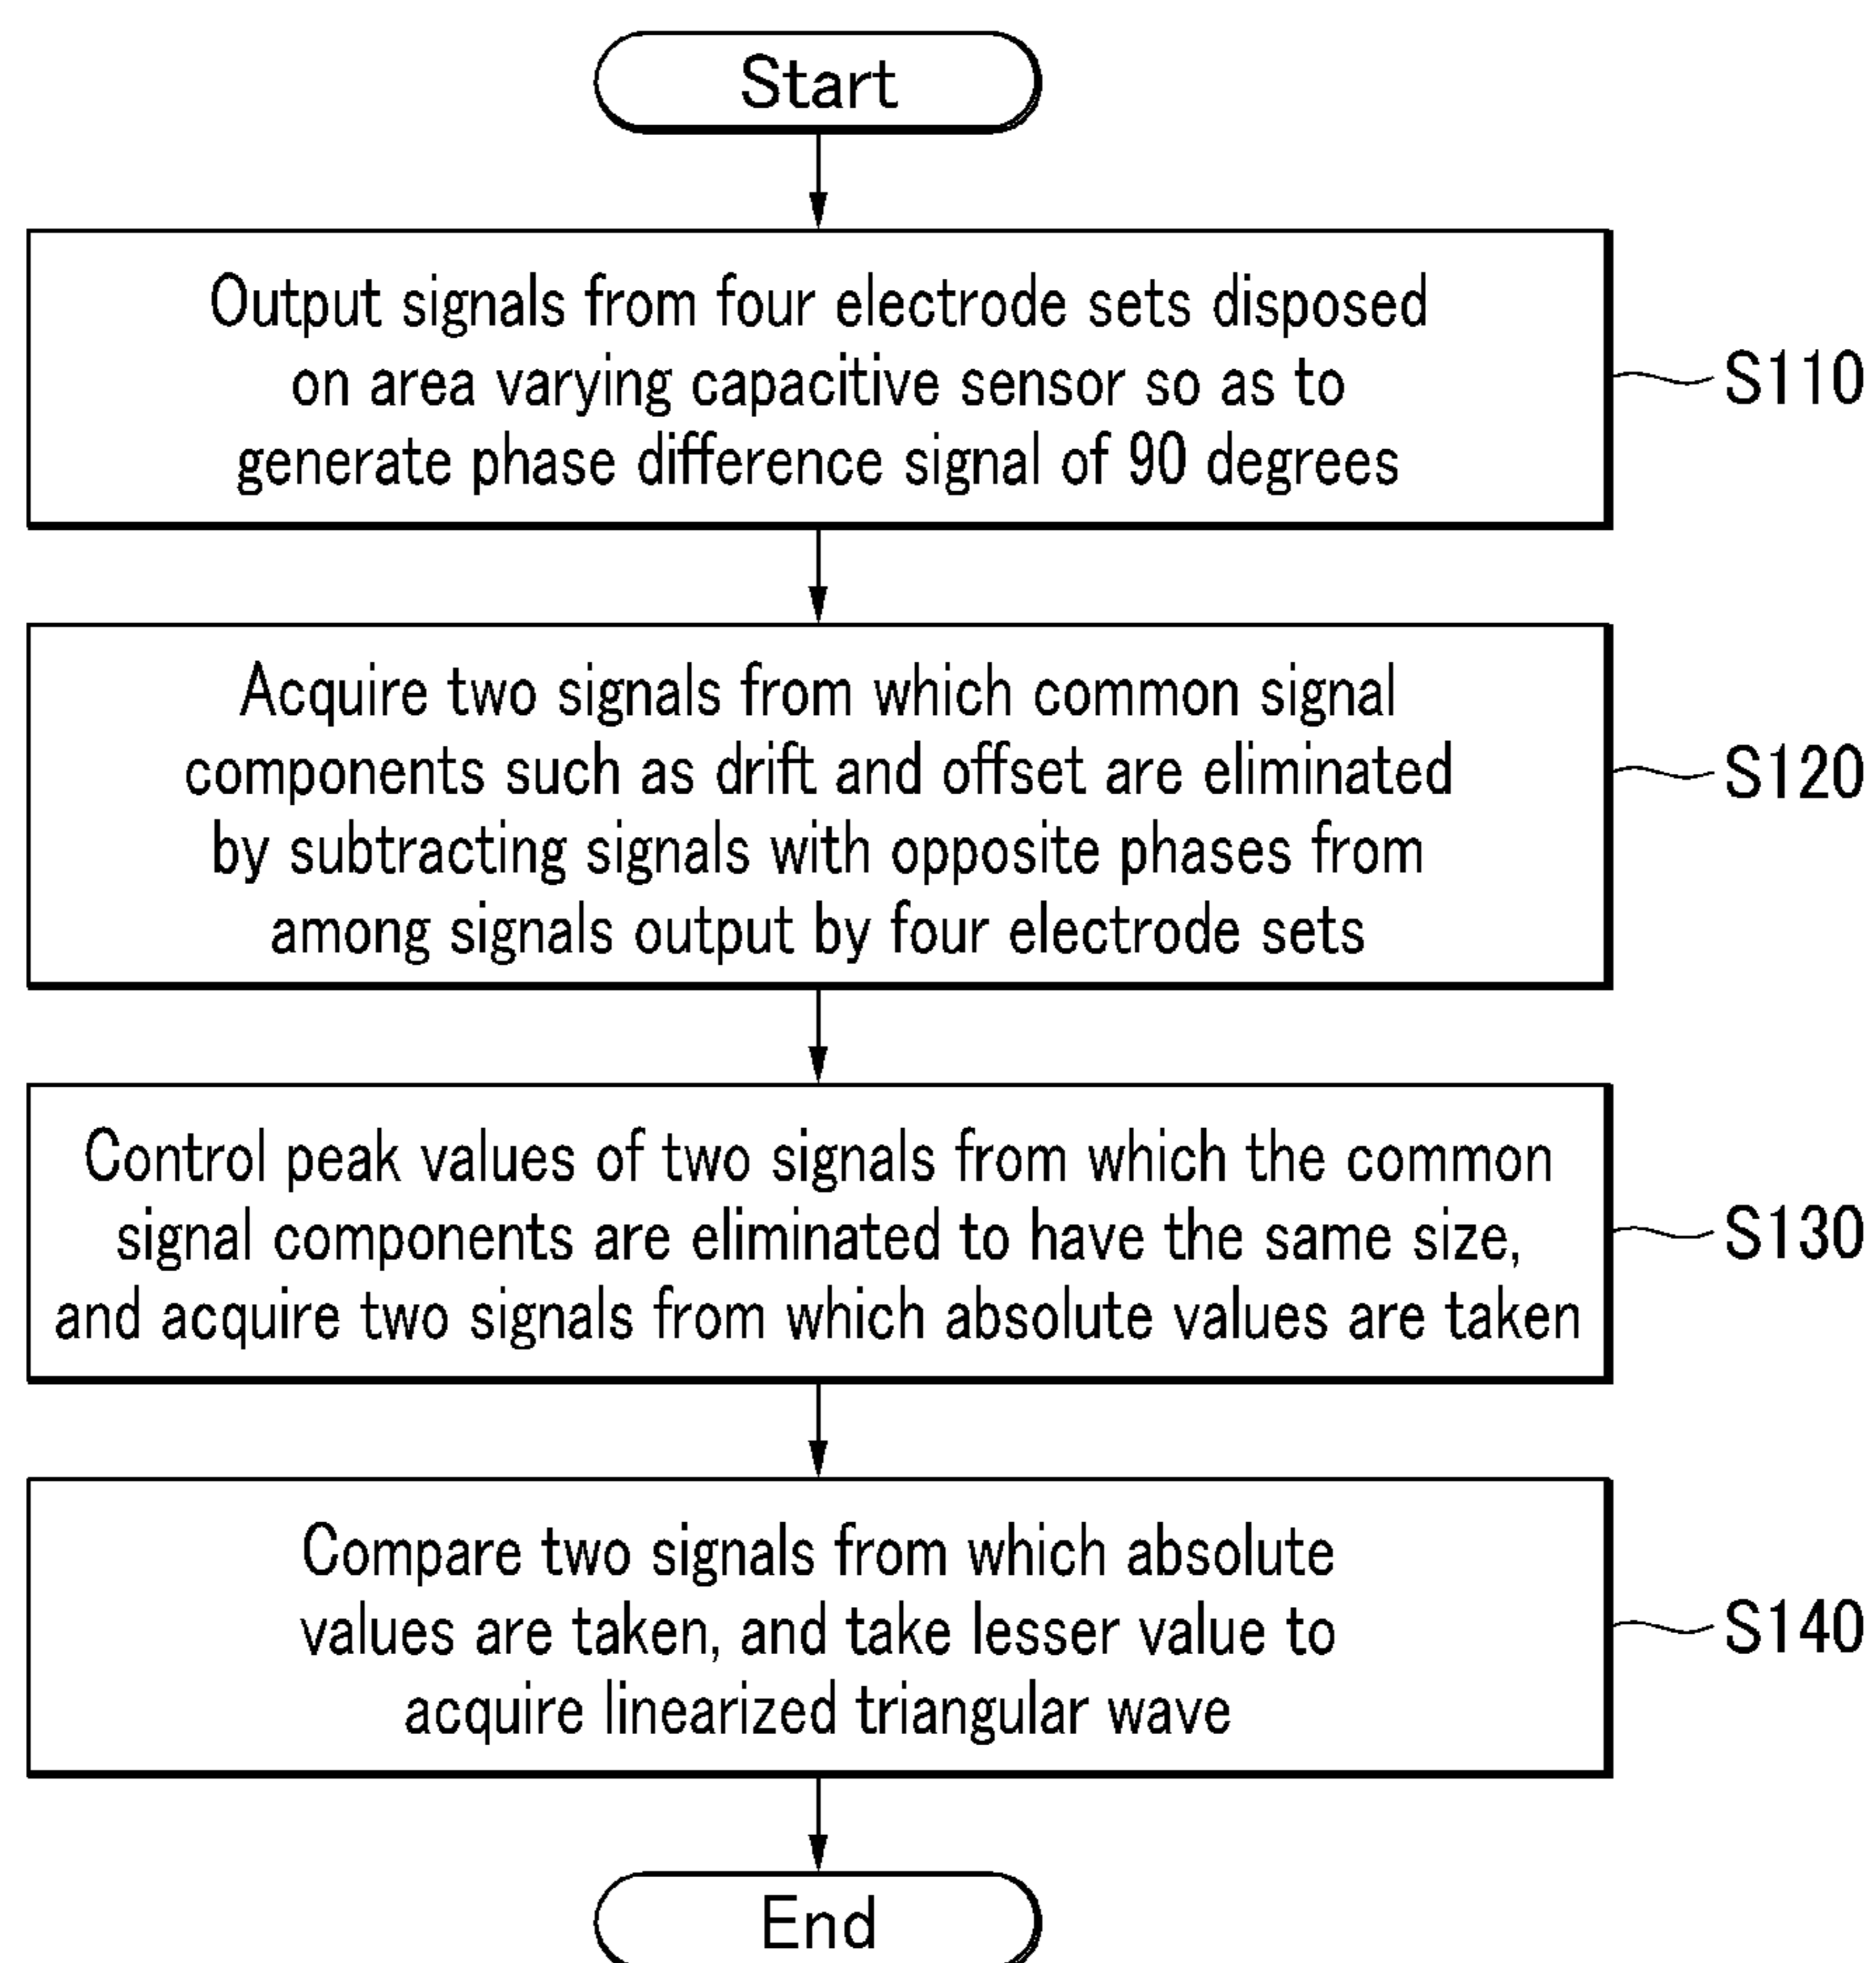 Start
Output signals from four electrode sets disposed
on area varying capacitive sensor so as to
generate phase difference signal of 90 degrees
S110
Acquire two signals from which common signal
components such as drift and offset are eliminated
by subtracting signals with opposite phases from
among signals output by four electrode sets
S120
Control peak values of two signals from which the common
signal components are eliminated to have the same size,
and acquire two signals from which absolute values are taken
S130
Compare two signals from which absolute
values are taken, and take lesser value to
acquire linearized triangular wave
S140
End